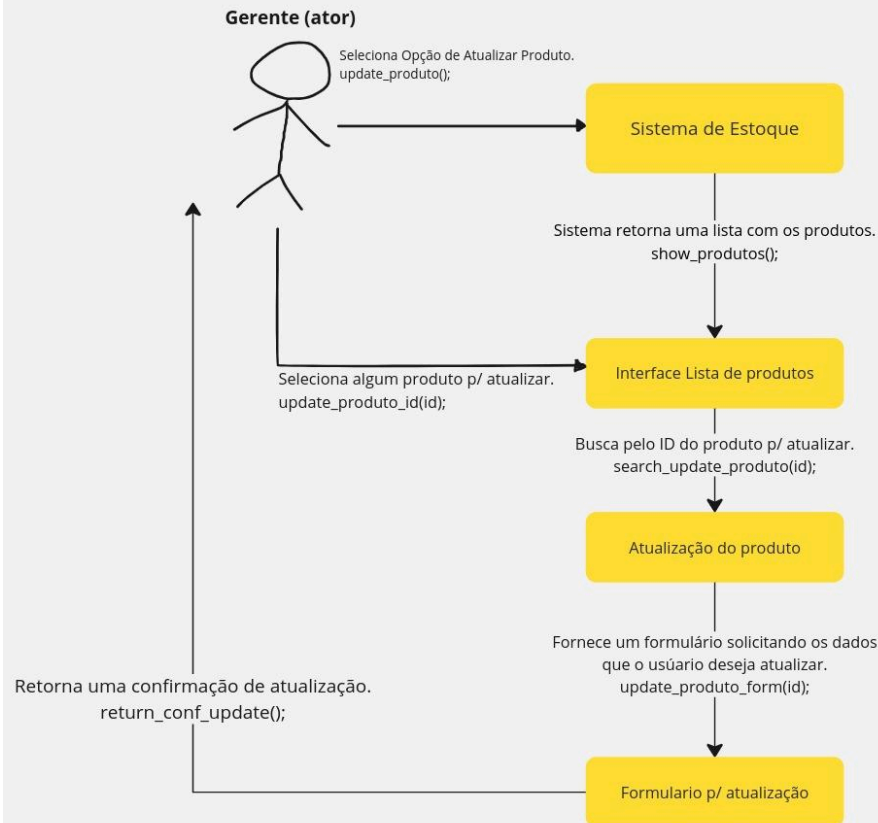 Gerente (ator)
Seleciona Opção de Atualizar Produto.
update_produto();
Sistema de Estoque
Sistema retorna uma lista com os produtos.
show_produtos();
Interface Lista de produtos
Seleciona algum produto p/ atualizar.
update_produto_id(id);
Busca pelo ID do produto p/ atualizar.
search_update_produto(id);
Atualização do produto
Fornece um formulário solicitando os dados
que o usúario deseja atualizar.
update_produto_form(id);
Retorna uma confirmação de atualização.
return_conf_update();
Formulario p/ atualização